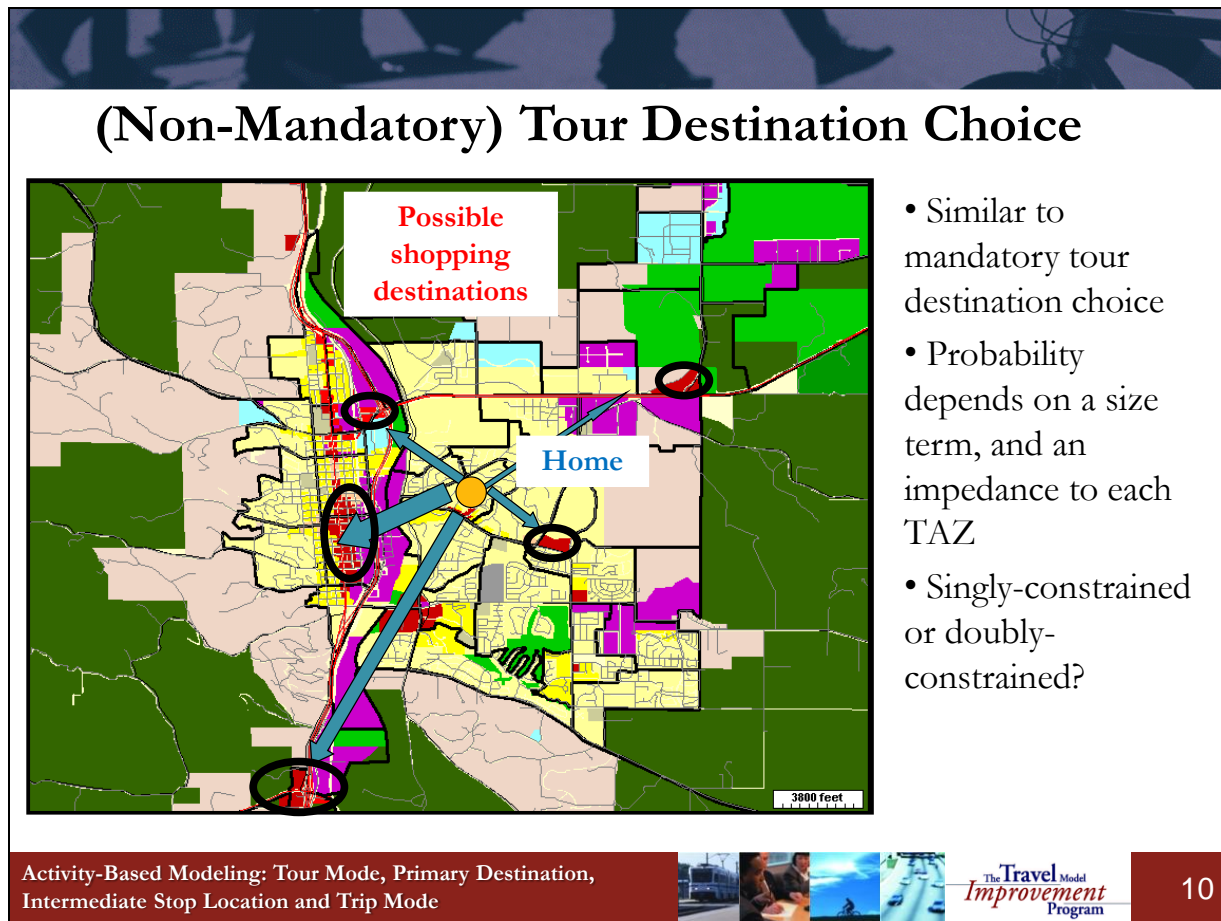 (Non-Mandatory) Tour Destination Choice
Possible
shopping
destinations
Home
3800 feet
• Similar to
mandatory tour
destination choice
• Probability
depends on a size
term, and an
impedance to each
TAZ
• Singly-constrained
or doubly-
constrained?
Activity-Based Modeling: Tour Mode, Primary Destination,
Intermediate Stop Location and Trip Mode
The Travel Model
Improvement
Program
10